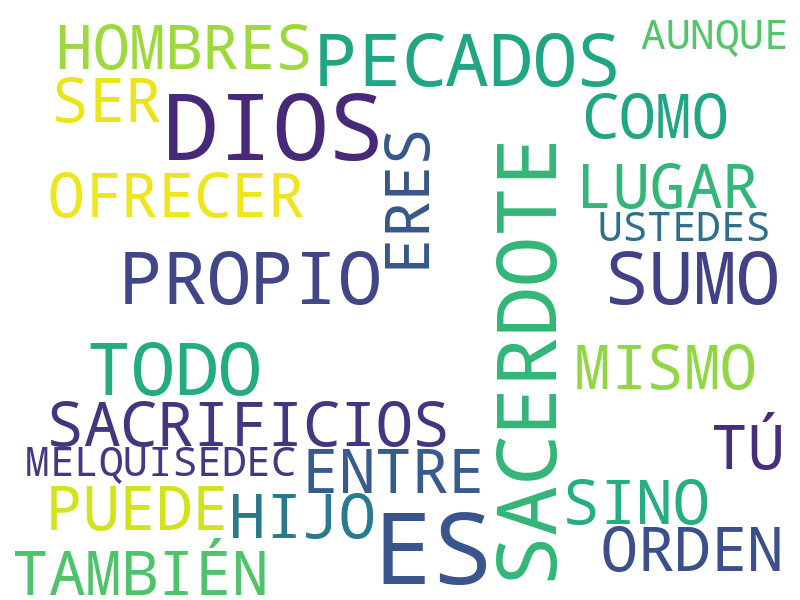 AUNQUE
HOMBRES
PECADOS
SER
DIOS
COMO
ERES
OFRECER
LUGAR
USTEDES
SACERDOTE
PROPIO
SUMO
TODO
MISMO
SACRIFICIOS
TÚ
MELQUISEDEC
ENTRE
PUEDE
HIJO
SINO
ES
ORDEN
TAMBIÉN